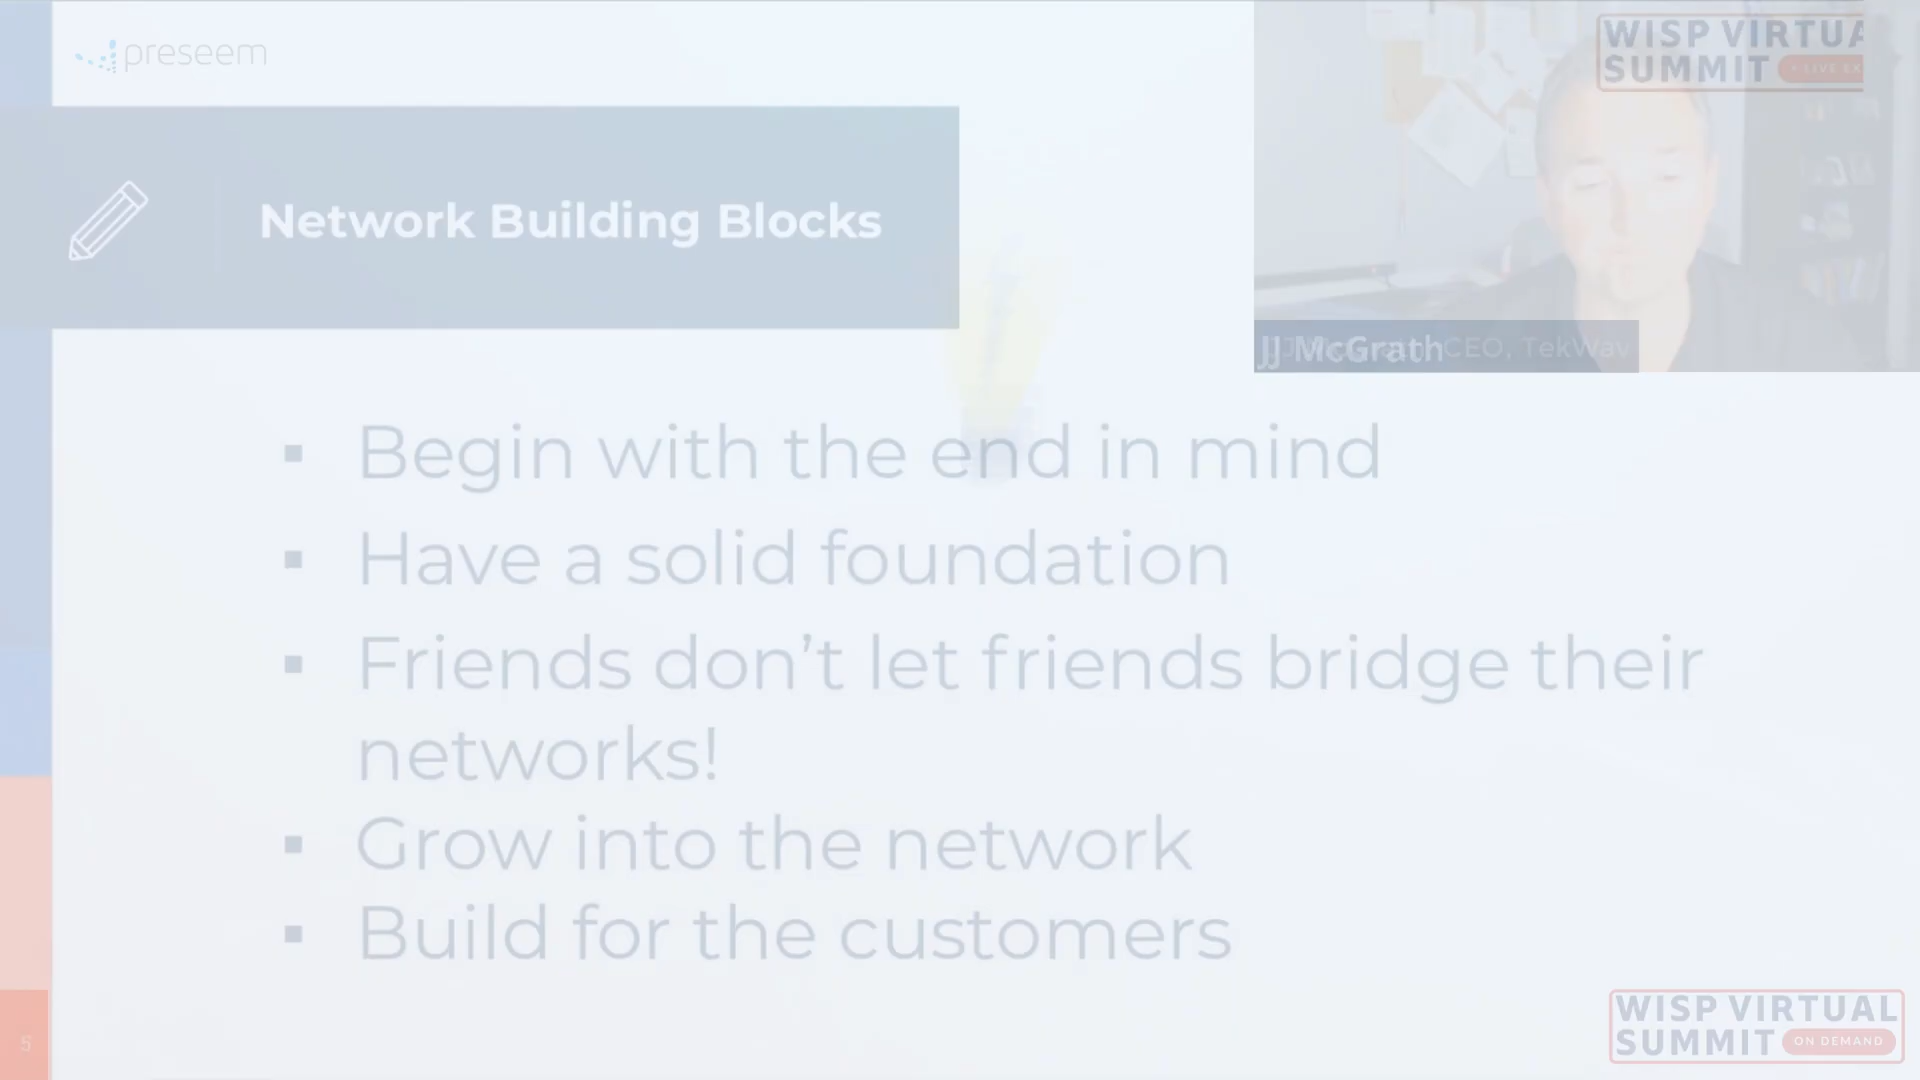 preseem
WISP VIRTUA
SUMMIT
LIVE
Network Building Blocks
JJ McGrath
CEO, TekWav
▪ Begin with the end in mind
▪ Have a solid foundation
▪ Friends don’t let friends bridge their
networks!
▪ Grow into the network
▪ Build for the customers
5
WISP VIRTUAL
SUMMIT ON DEMAND